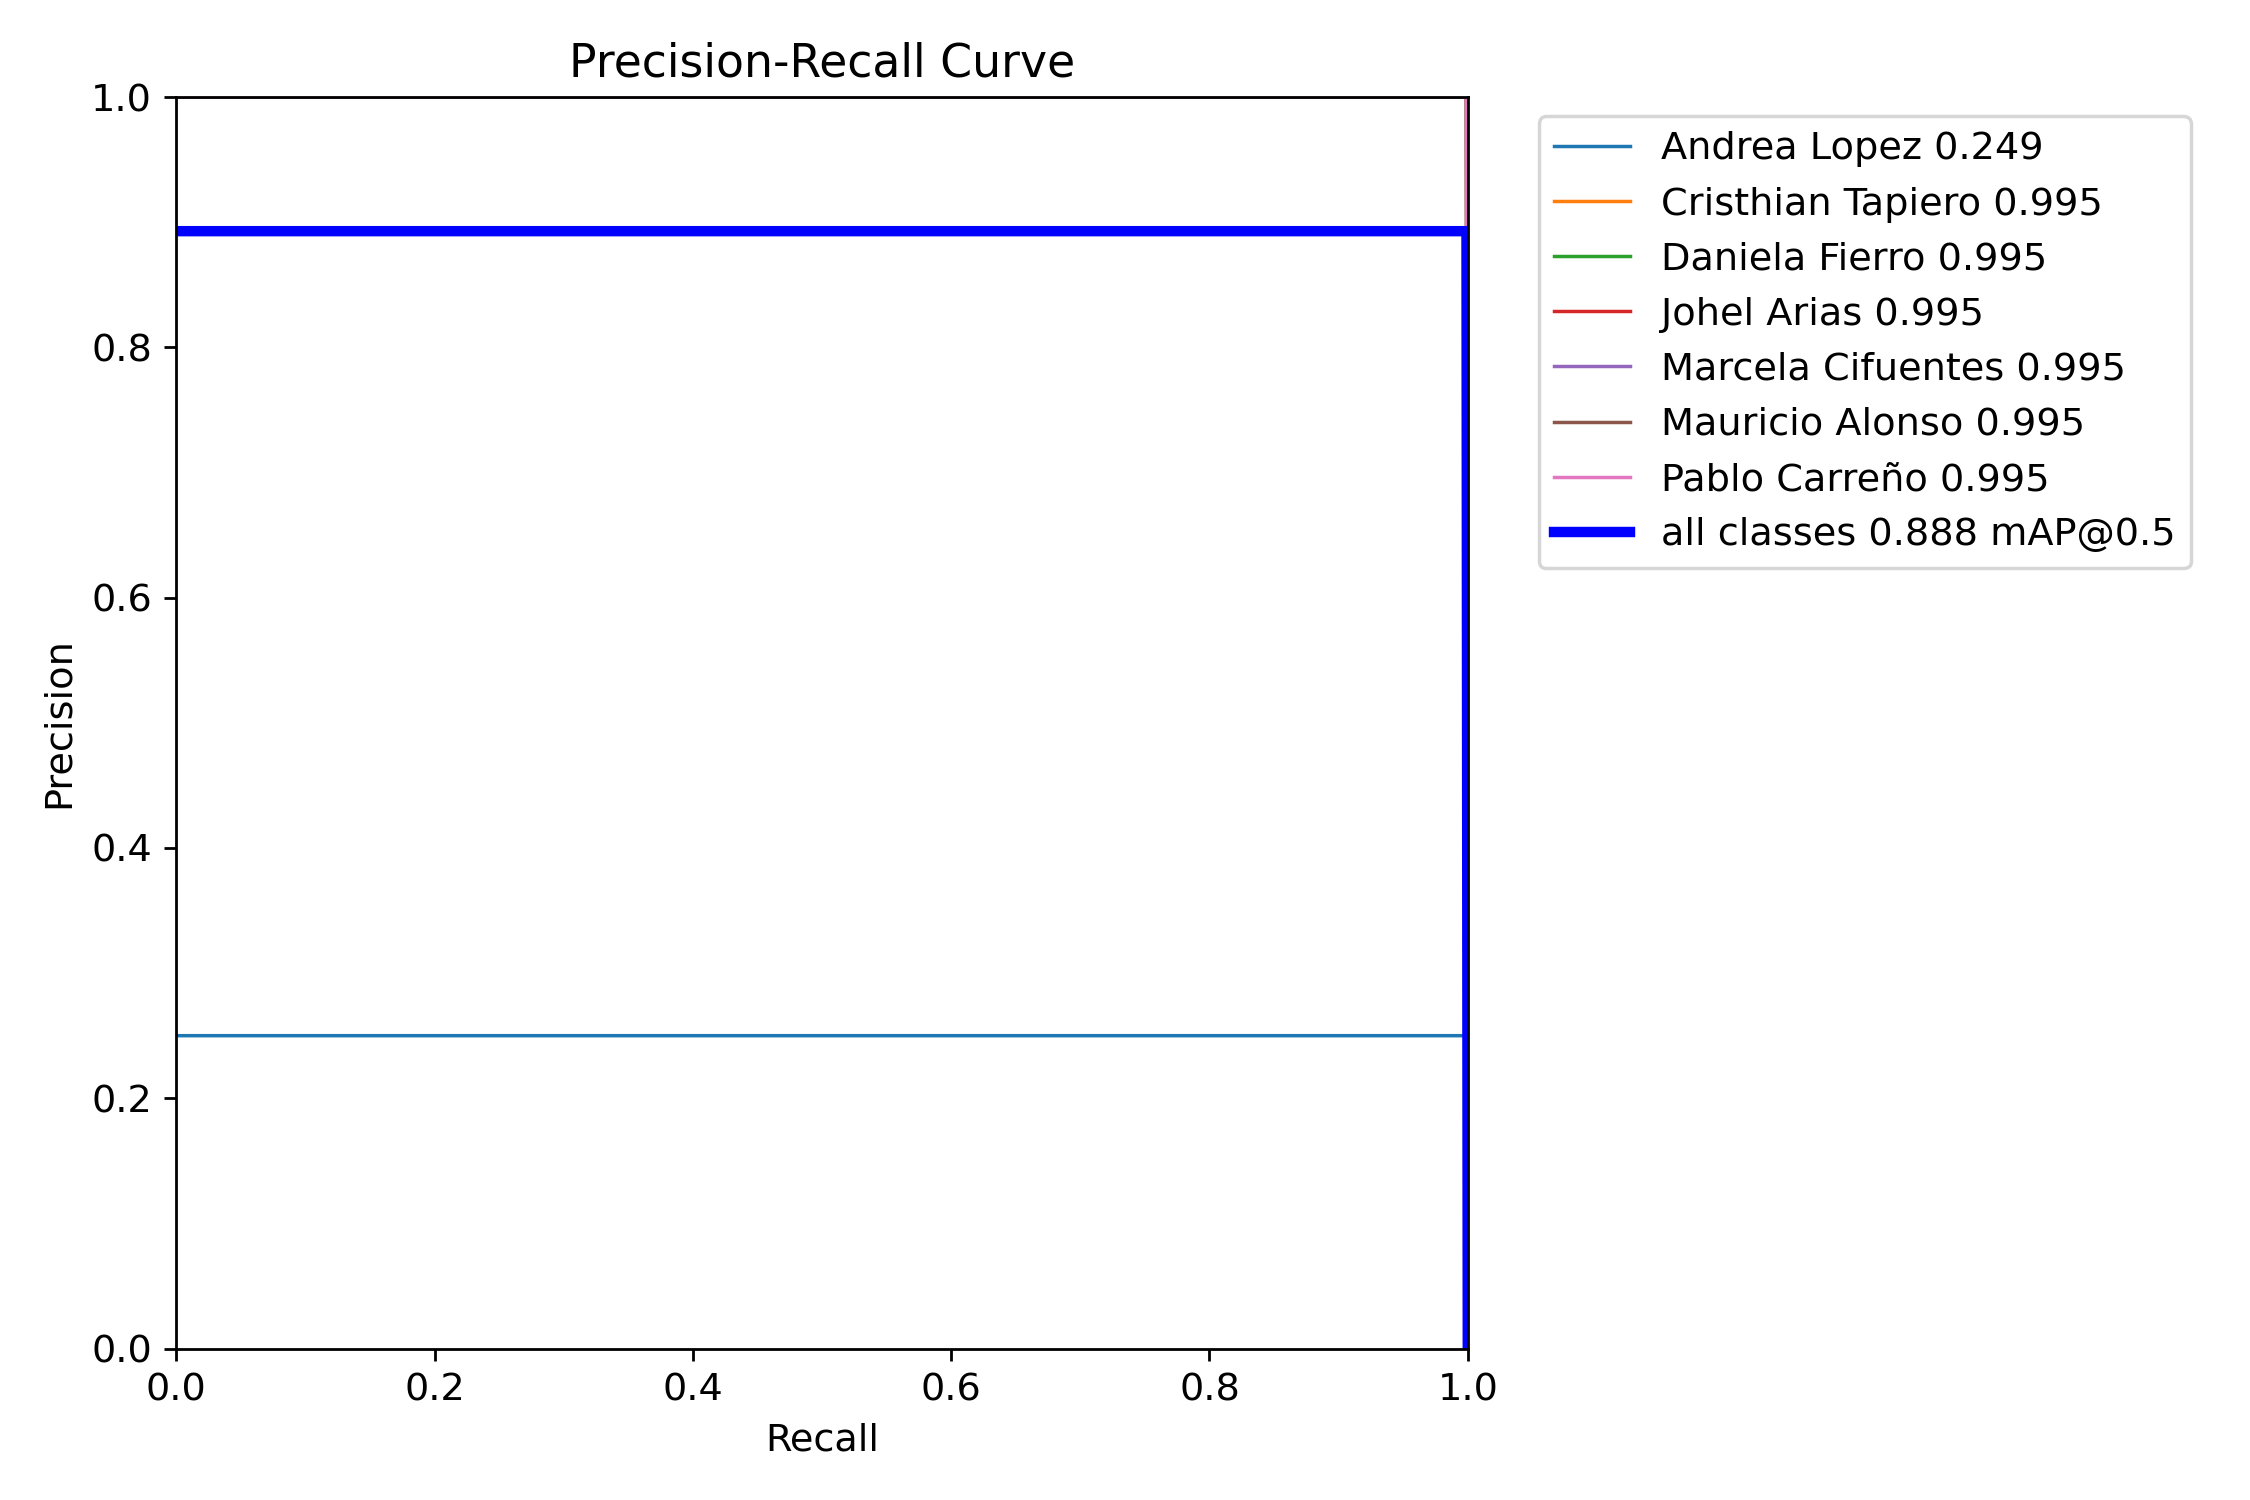 Precision-Recall Curve
1.0
0.8
0.6
0.4
0.2
0.0
Precision
0.0 0.2 0.4 0.6 0.8 1.0
Recall
Andrea Lopez 0.249
Cristhian Tapiero 0.995
Daniela Fierro 0.995
Johel Arias 0.995
Marcela Cifuentes 0.995
Mauricio Alonso 0.995
Pablo Carreño 0.995
all classes 0.888 mAP@0.5